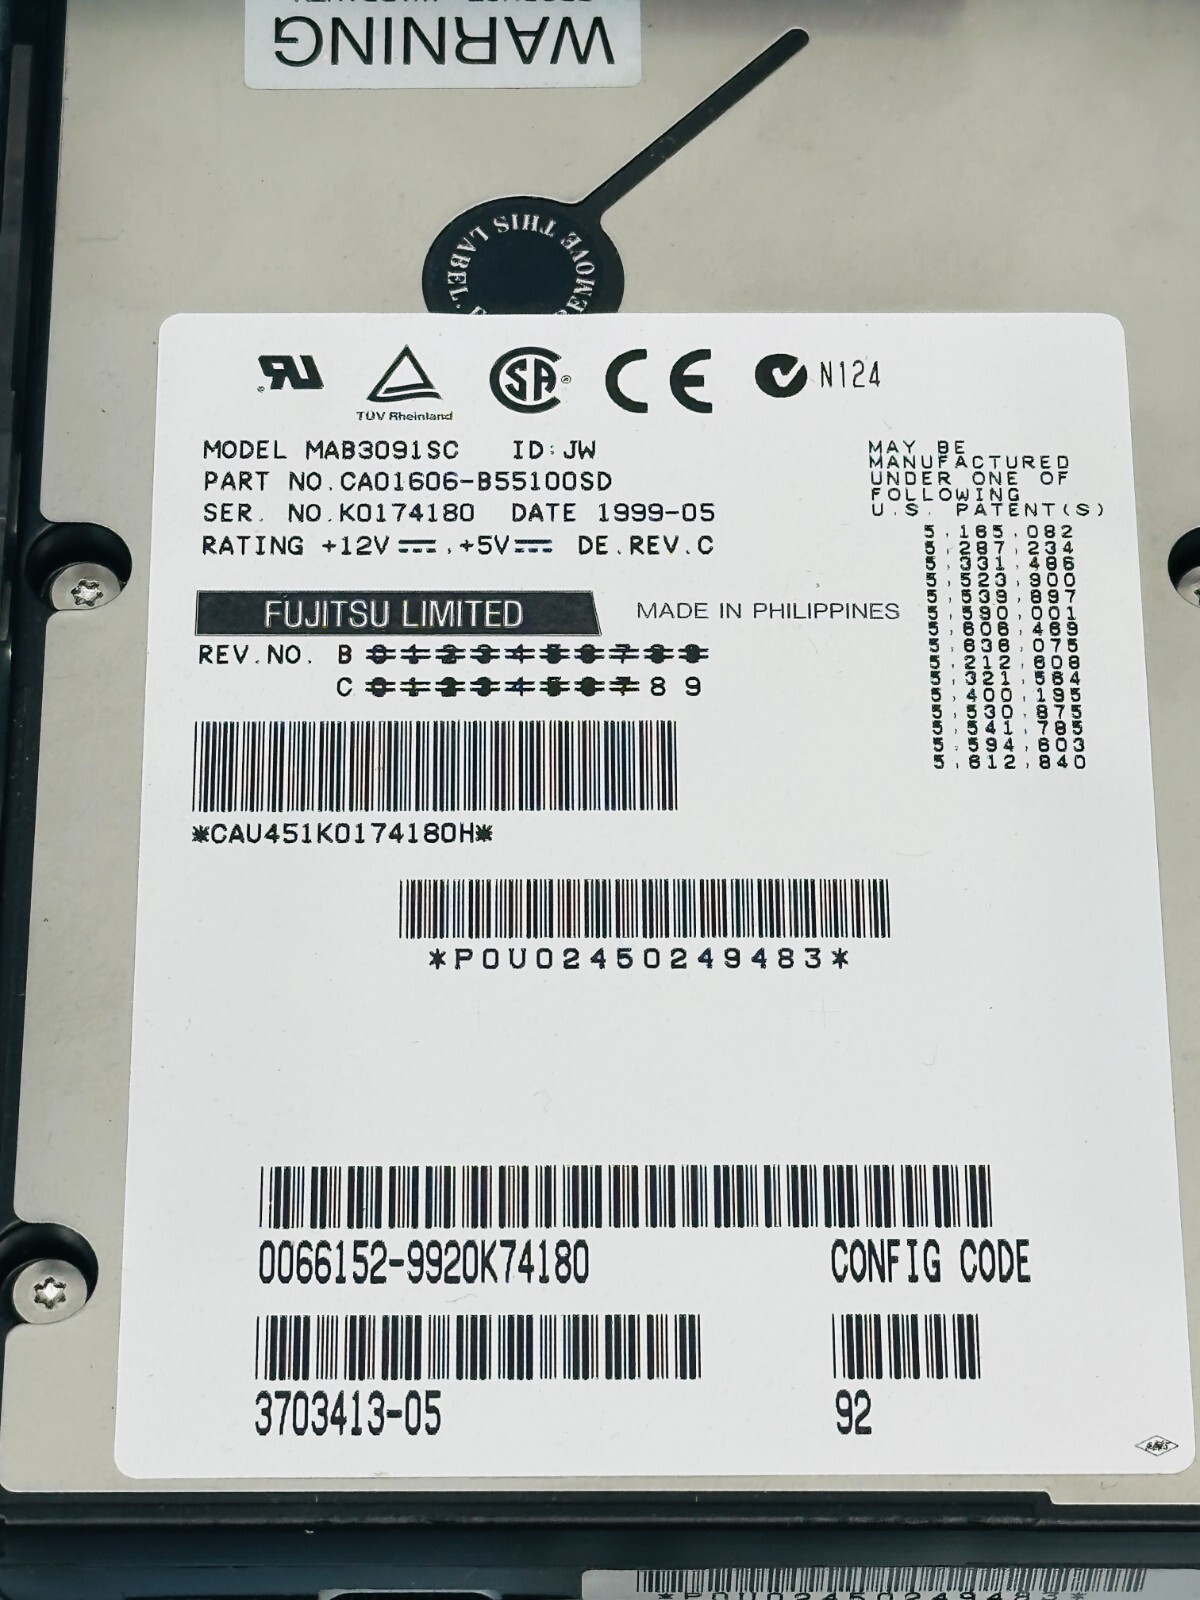 WARNING
REMOVE THIS LABEL.
TÜV Rheinland
N124
MODEL MAB3091SC ID:JW
PART NO.CA01606-B55100SD
SER. NO.K0174180 DATE 1999-05
RATING +12V ⎓, +5V ⎓ DE.REV.C
MAY BE
MANUFACTURED
UNDER ONE OF
FOLLOWING
U.S. PATENT(S)
5,165,082
5,287,234
5,331,486
5,523,900
5,539,897
5,590,001
5,608,469
5,636,075
5,212,608
5,321,564
5,400,195
5,530,875
5,541,785
5,594,603
5,612,840
FUJITSU LIMITED
MADE IN PHILIPPINES
REV.NO. B 0 1 2 3 4 5 6 7 8 9
C 0 1 2 3 4 5 6 7 8 9
*CAU451K0174180H*
*P0U02450249483*
0066152-9920K74180
CONFIG CODE
3703413-05
92
*P0U02450249483*